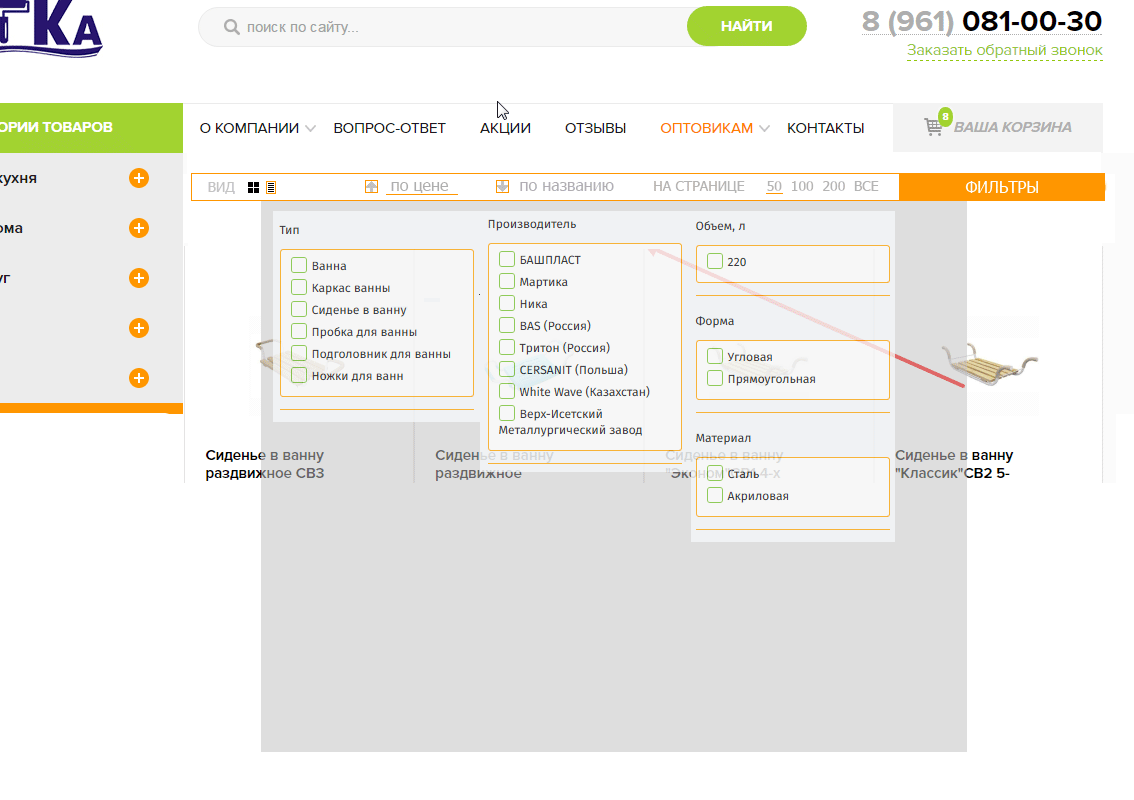 ТКА
поиск по сайту...
НАЙТИ
8 (961) 081-00-30
Заказать обратный звонок
ОРИИ ТОВАРОВ
О КОМПАНИИ
ВОПРОС-ОТВЕТ
АКЦИИ
ОТЗЫВЫ
ОПТОВИКАМ
КОНТАКТЫ
8
ВАША КОРЗИНА
кухня
ома
уг
ВИД
по цене
по названию
НА СТРАНИЦЕ
50 100 200 ВСЕ
ФИЛЬТРЫ
Тип
Ванна
Каркас ванны
Сиденье в ванну
Пробка для ванны
Подголовник для ванны
Ножки для ванн
Производитель
БАШПЛАСТ
Мартика
Ника
BAS (Россия)
Тритон (Россия)
CERSANIT (Польша)
White Wave (Казахстан)
Верх-Исетский
Металлургический завод
Объем, л
220
Форма
Угловая
Прямоугольная
Материал
Сталь
Акриловая
Сиденье в ванну
раздвижное СВ3
Сиденье в ванну
раздвижное
Сиденье в ванну
"Эконом"СВ1 4-х
Сиденье в ванну
"Классик"СВ2 5-